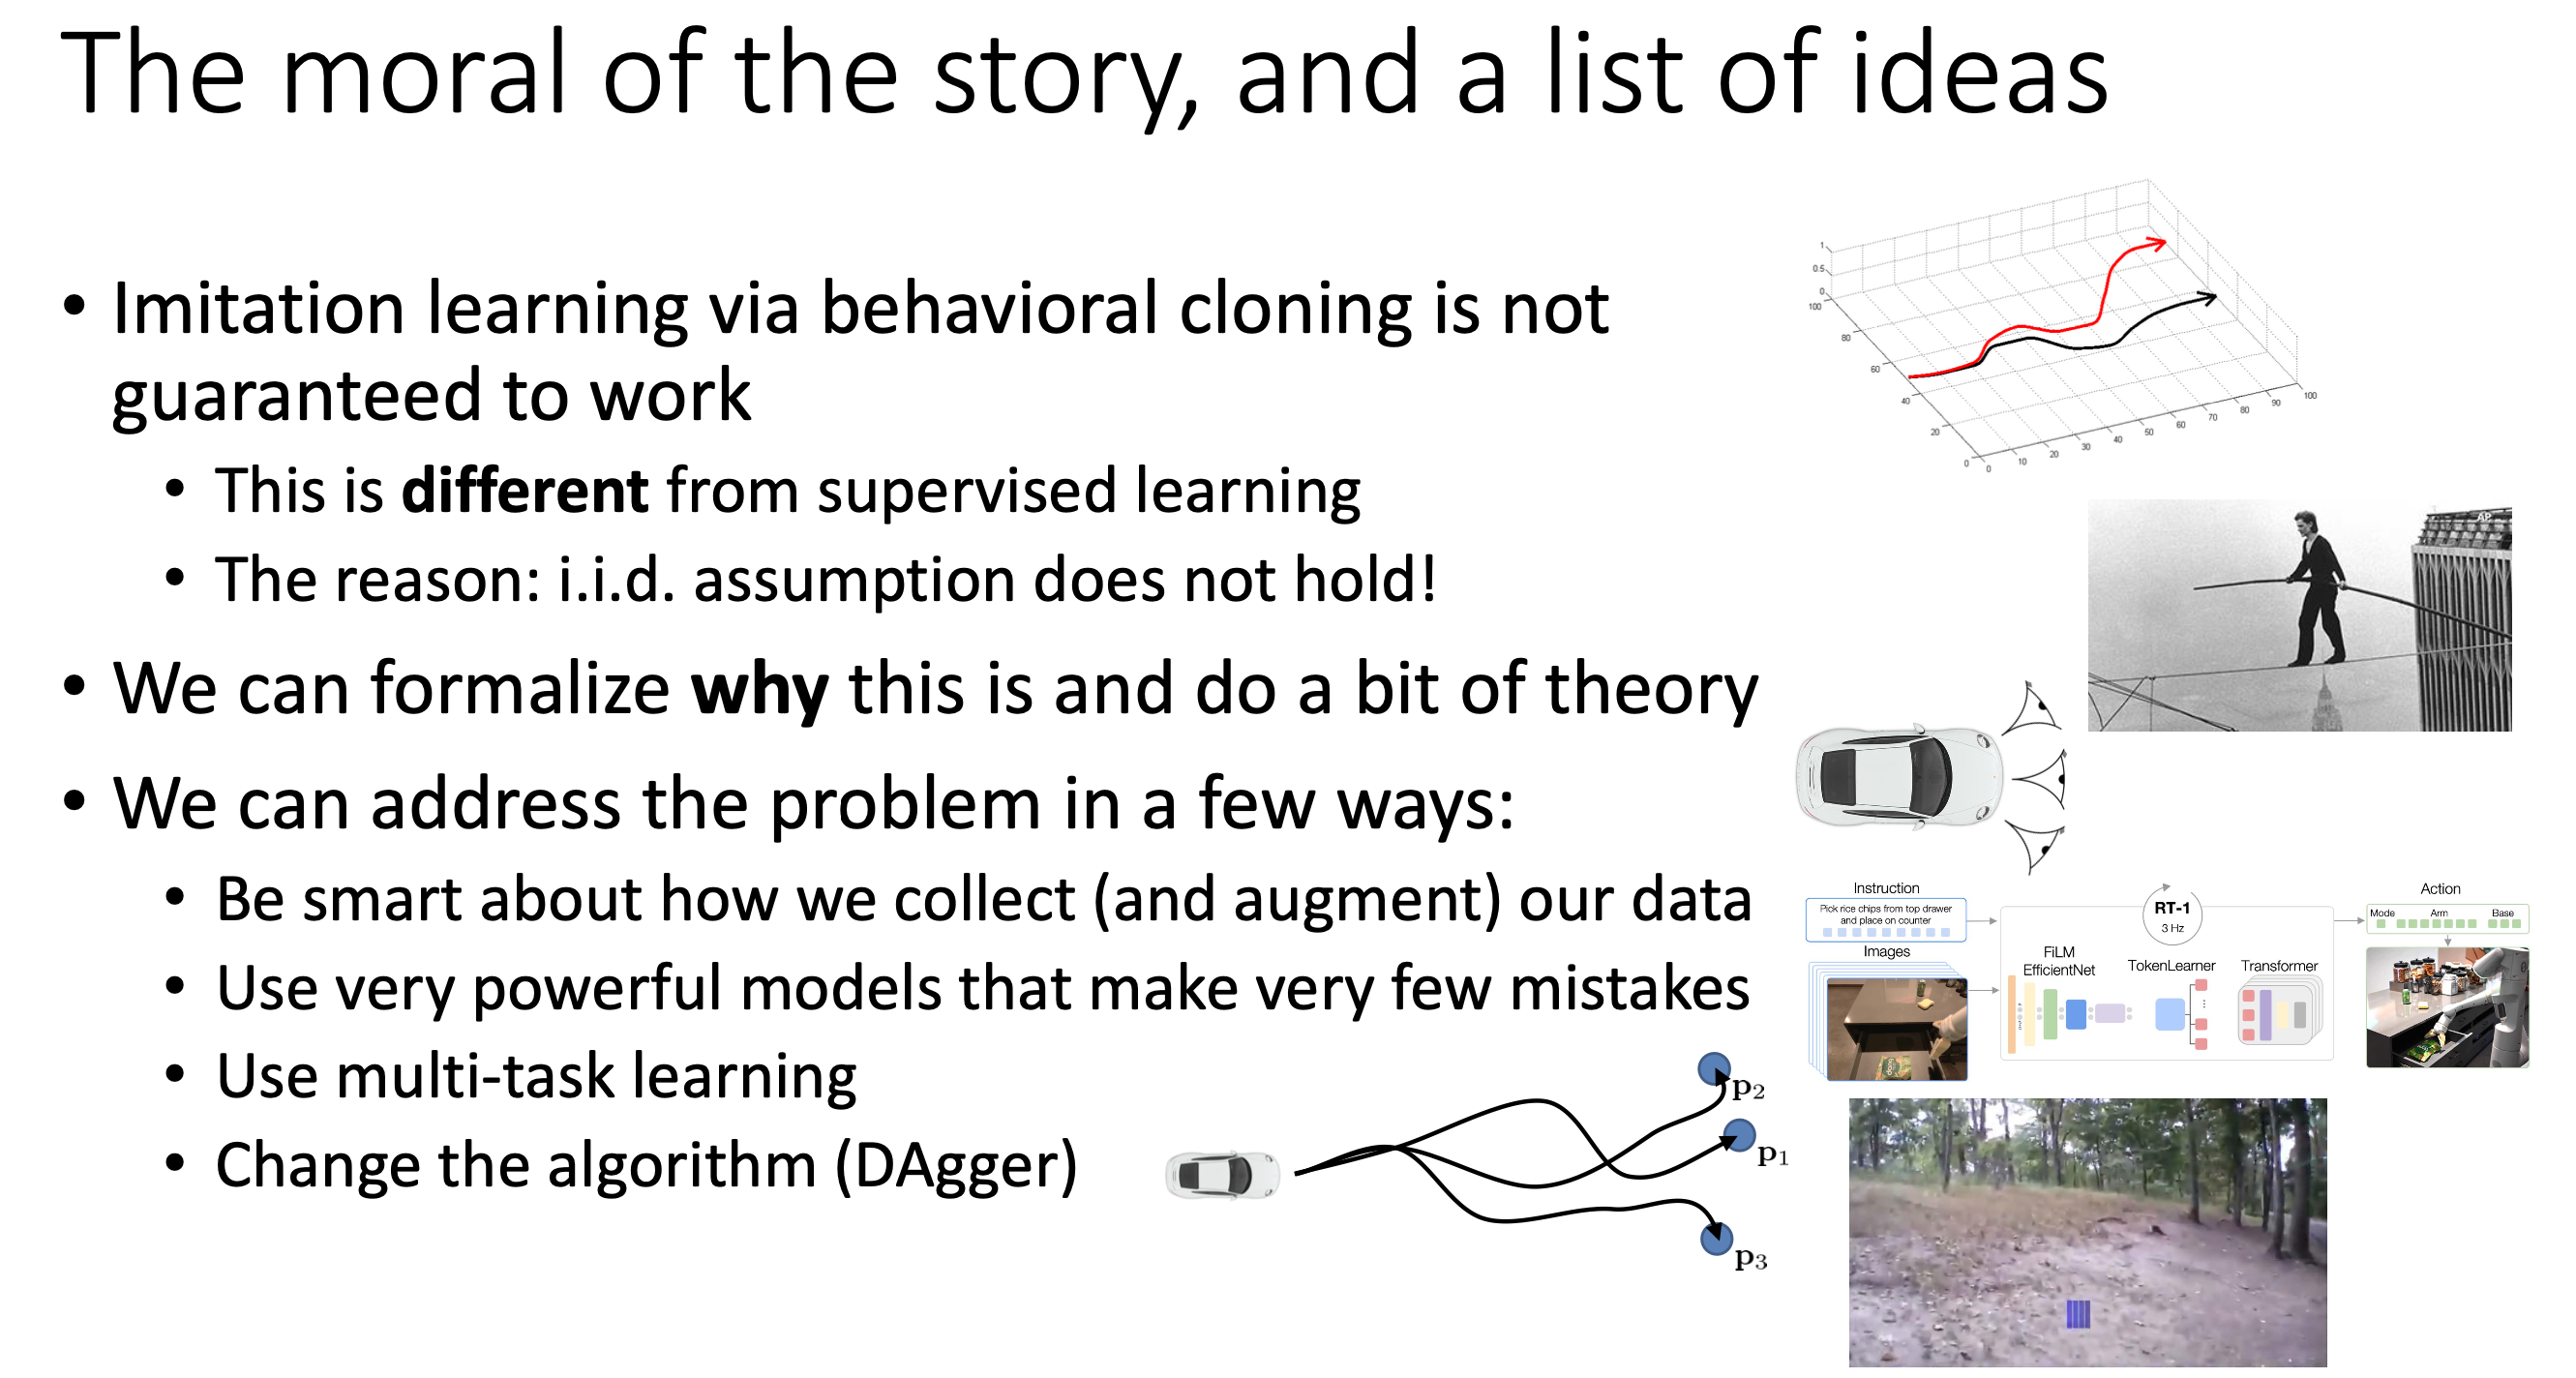 The moral of the story, and a list of ideas
• Imitation learning via behavioral cloning is not
guaranteed to work
• This is different from supervised learning
• The reason: i.i.d. assumption does not hold!
• We can formalize why this is and do a bit of theory
• We can address the problem in a few ways:
• Be smart about how we collect (and augment) our data
• Use very powerful models that make very few mistakes
• Use multi-task learning
• Change the algorithm (DAgger)
1
0.5
0
100
80
60
40
20
0
0
10
20
30
40
50
60
70
80
90
100
AP
Instruction
Pick rice chips from top drawer
and place on counter
Images
RT-1
3 Hz
FiLM
EfficientNet
TokenLearner
Transformer
Action
Mode Arm Base
p2
p1
p3